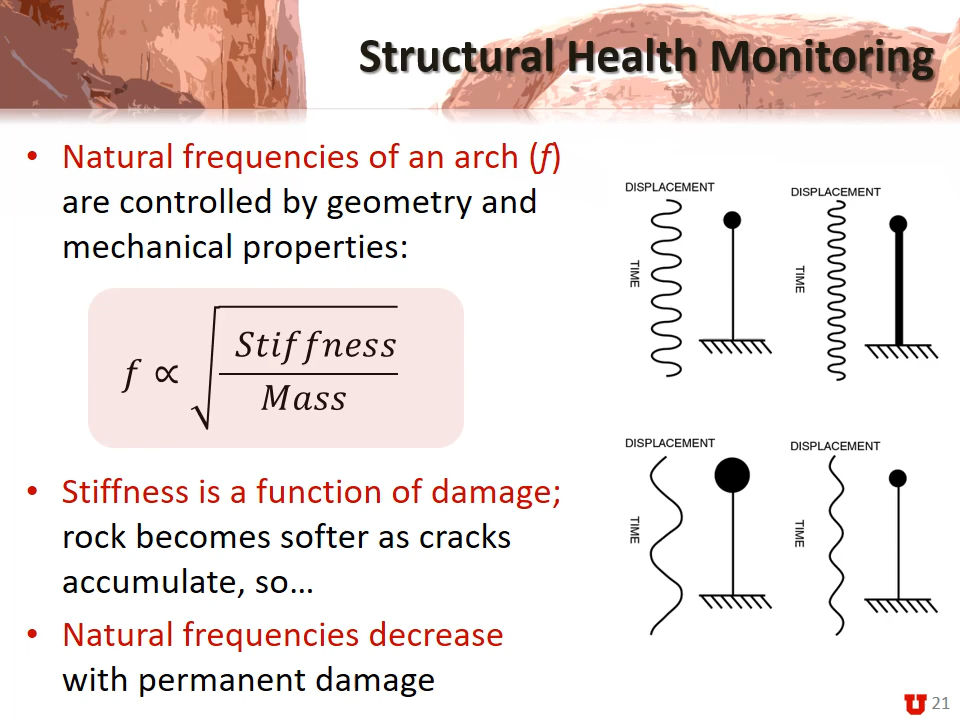 Structural Health Monitoring
• Natural frequencies of an arch (f)
are controlled by geometry and
mechanical properties:
f ∝ √(Stiffness / Mass)
• Stiffness is a function of damage;
rock becomes softer as cracks
accumulate, so…
• Natural frequencies decrease
with permanent damage
DISPLACEMENT
TIME
DISPLACEMENT
TIME
DISPLACEMENT
TIME
DISPLACEMENT
TIME
U 21